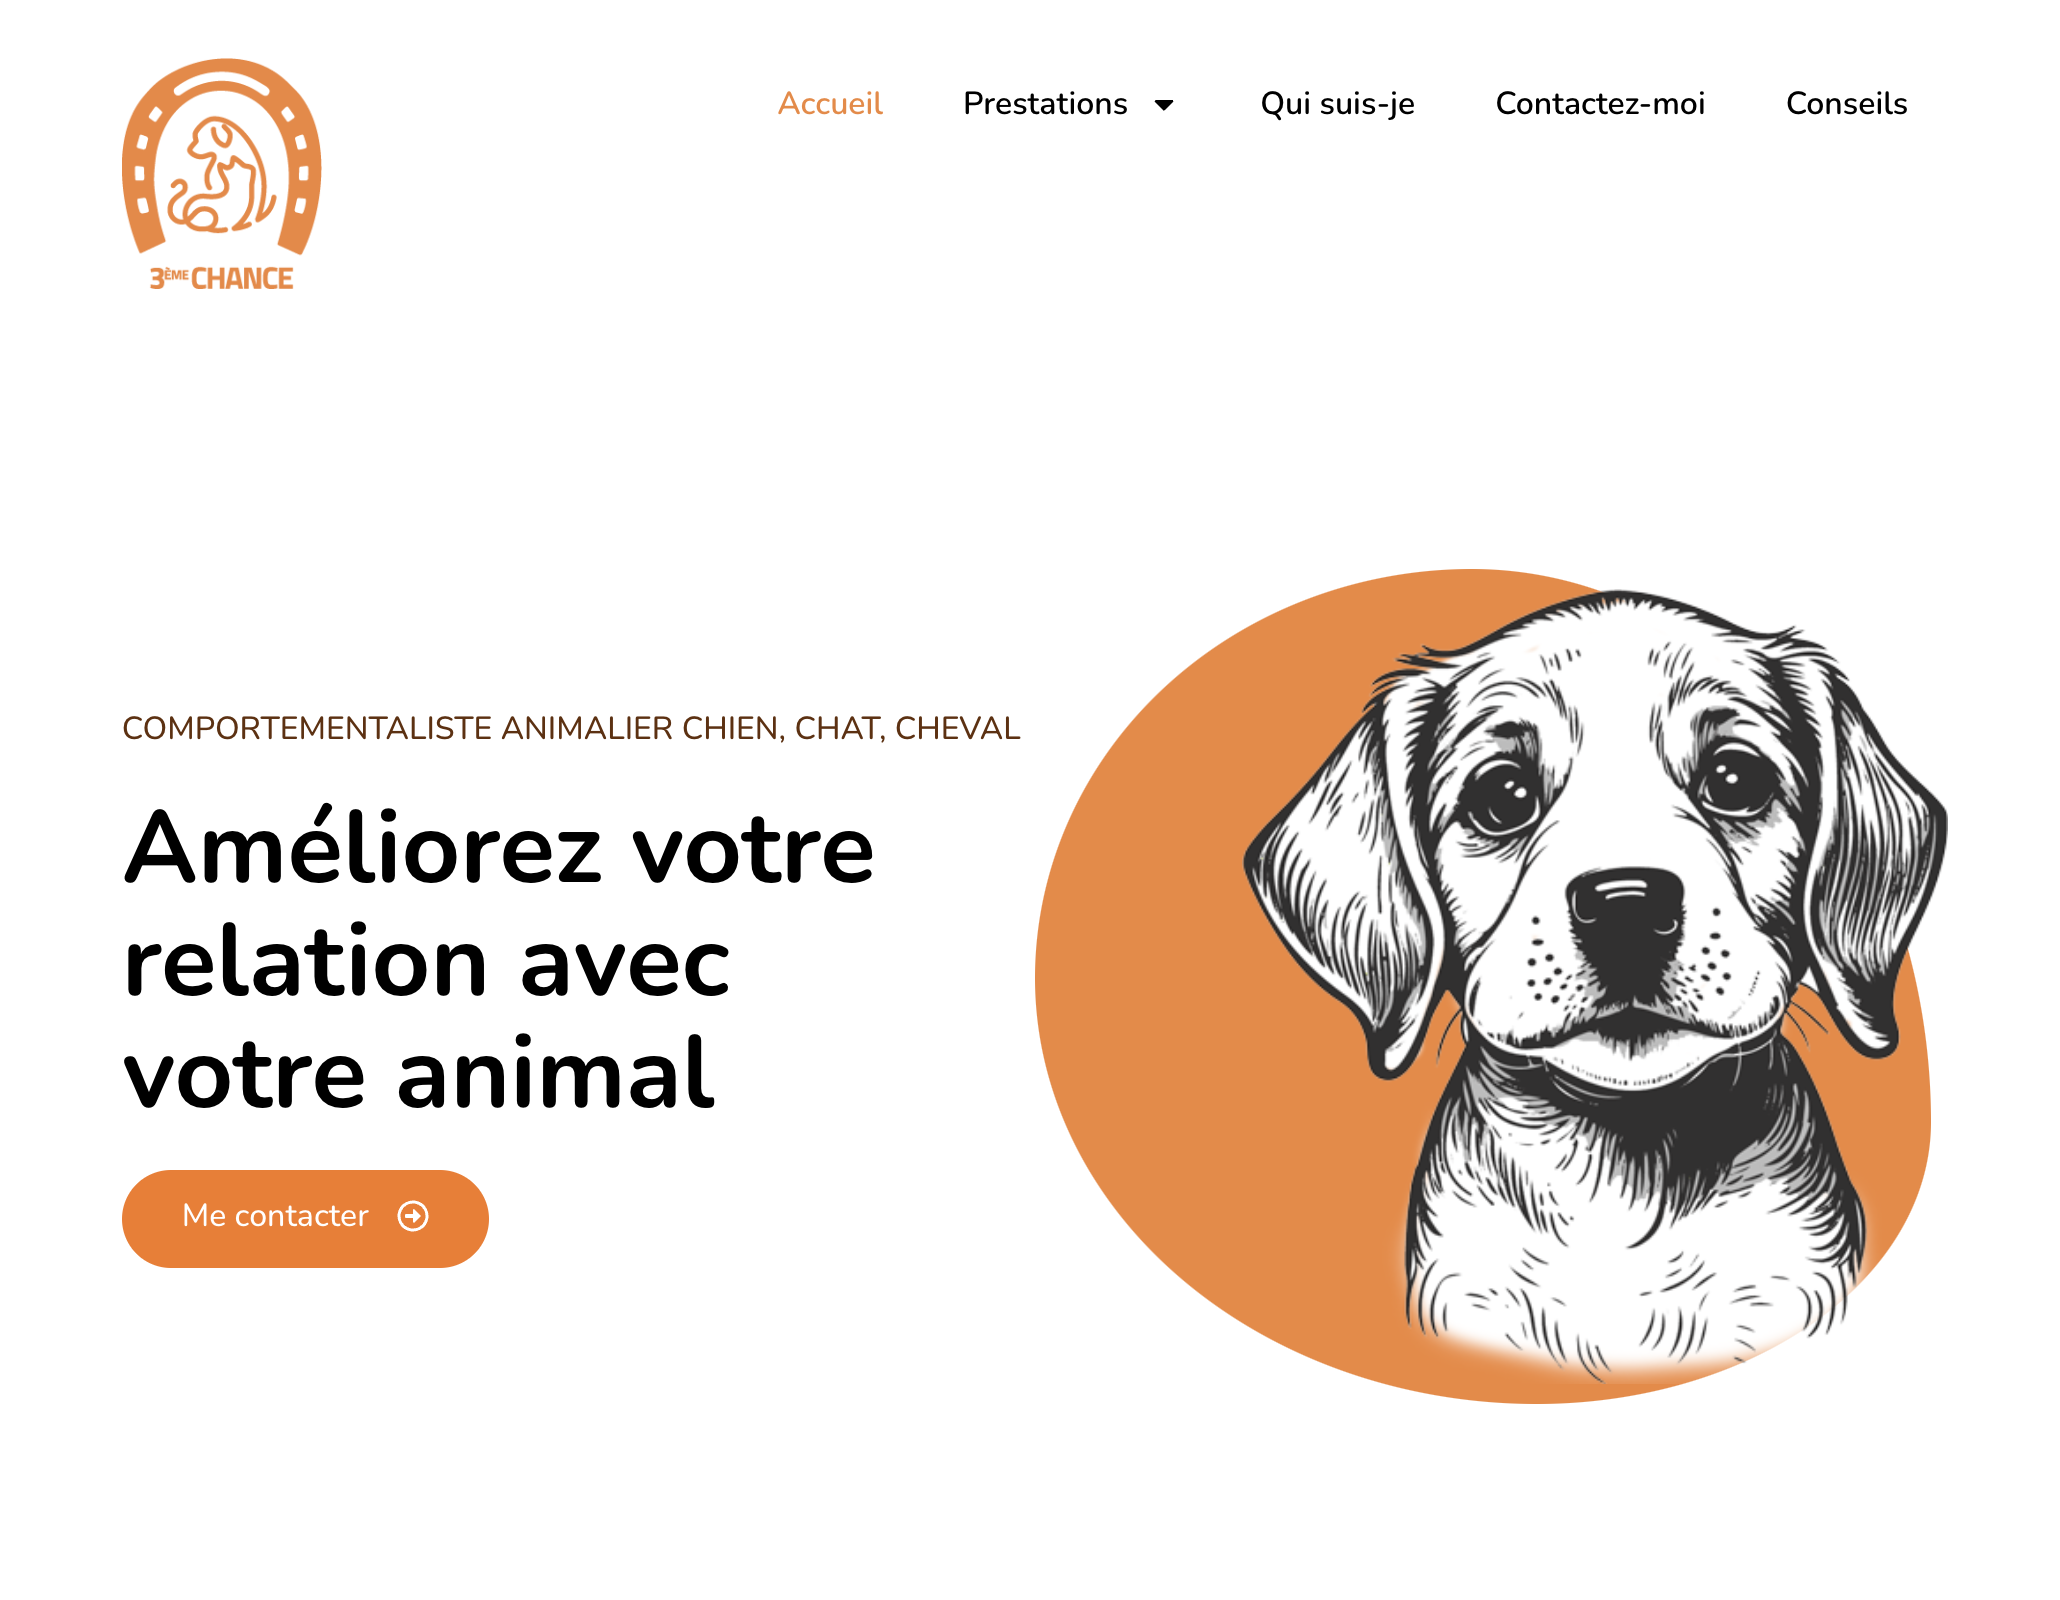 3ÈME CHANCE
Accueil
Prestations
Qui suis-je
Contactez-moi
Conseils
COMPORTEMENTALISTE ANIMALIER CHIEN, CHAT, CHEVAL
Améliorez votre
relation avec
votre animal
Me contacter